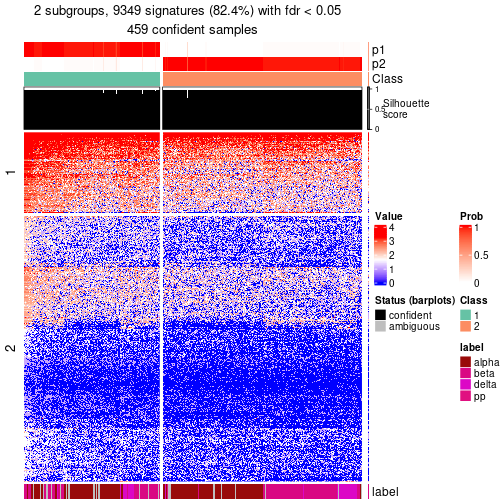 2 subgroups, 9349 signatures (82.4%) with fdr < 0.05
459 confident samples
p1
p2
Class
1
0.5
0
Silhouette
score
1
2
Value
4
3
2
1
0
Prob
1
0.5
0
Status (barplots)
confident
ambiguous
Class
1
2
label
alpha
beta
delta
pp
label